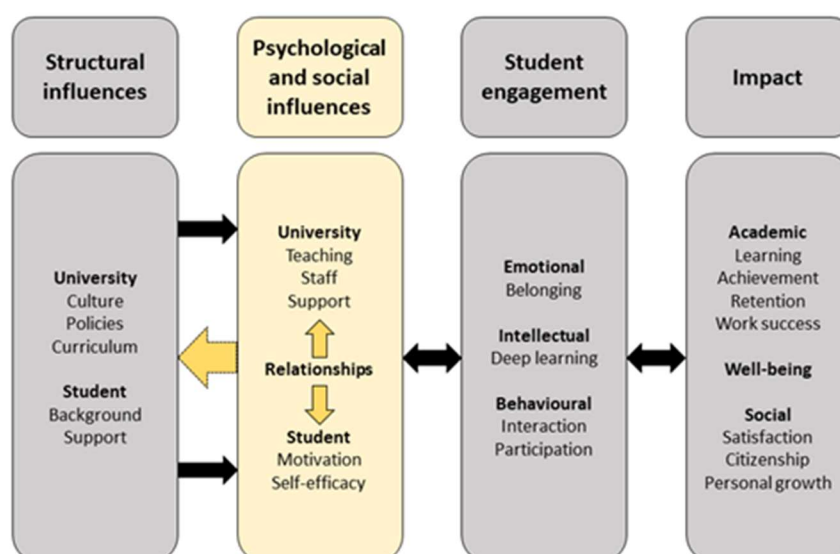 Structural
influences
Psychological
and social
influences
Student
engagement
Impact
University
Culture
Policies
Curriculum
Student
Background
Support
University
Teaching
Staff
Support
Relationships
Student
Motivation
Self-efficacy
Emotional
Belonging
Intellectual
Deep learning
Behavioural
Interaction
Participation
Academic
Learning
Achievement
Retention
Work success
Well-being
Social
Satisfaction
Citizenship
Personal growth